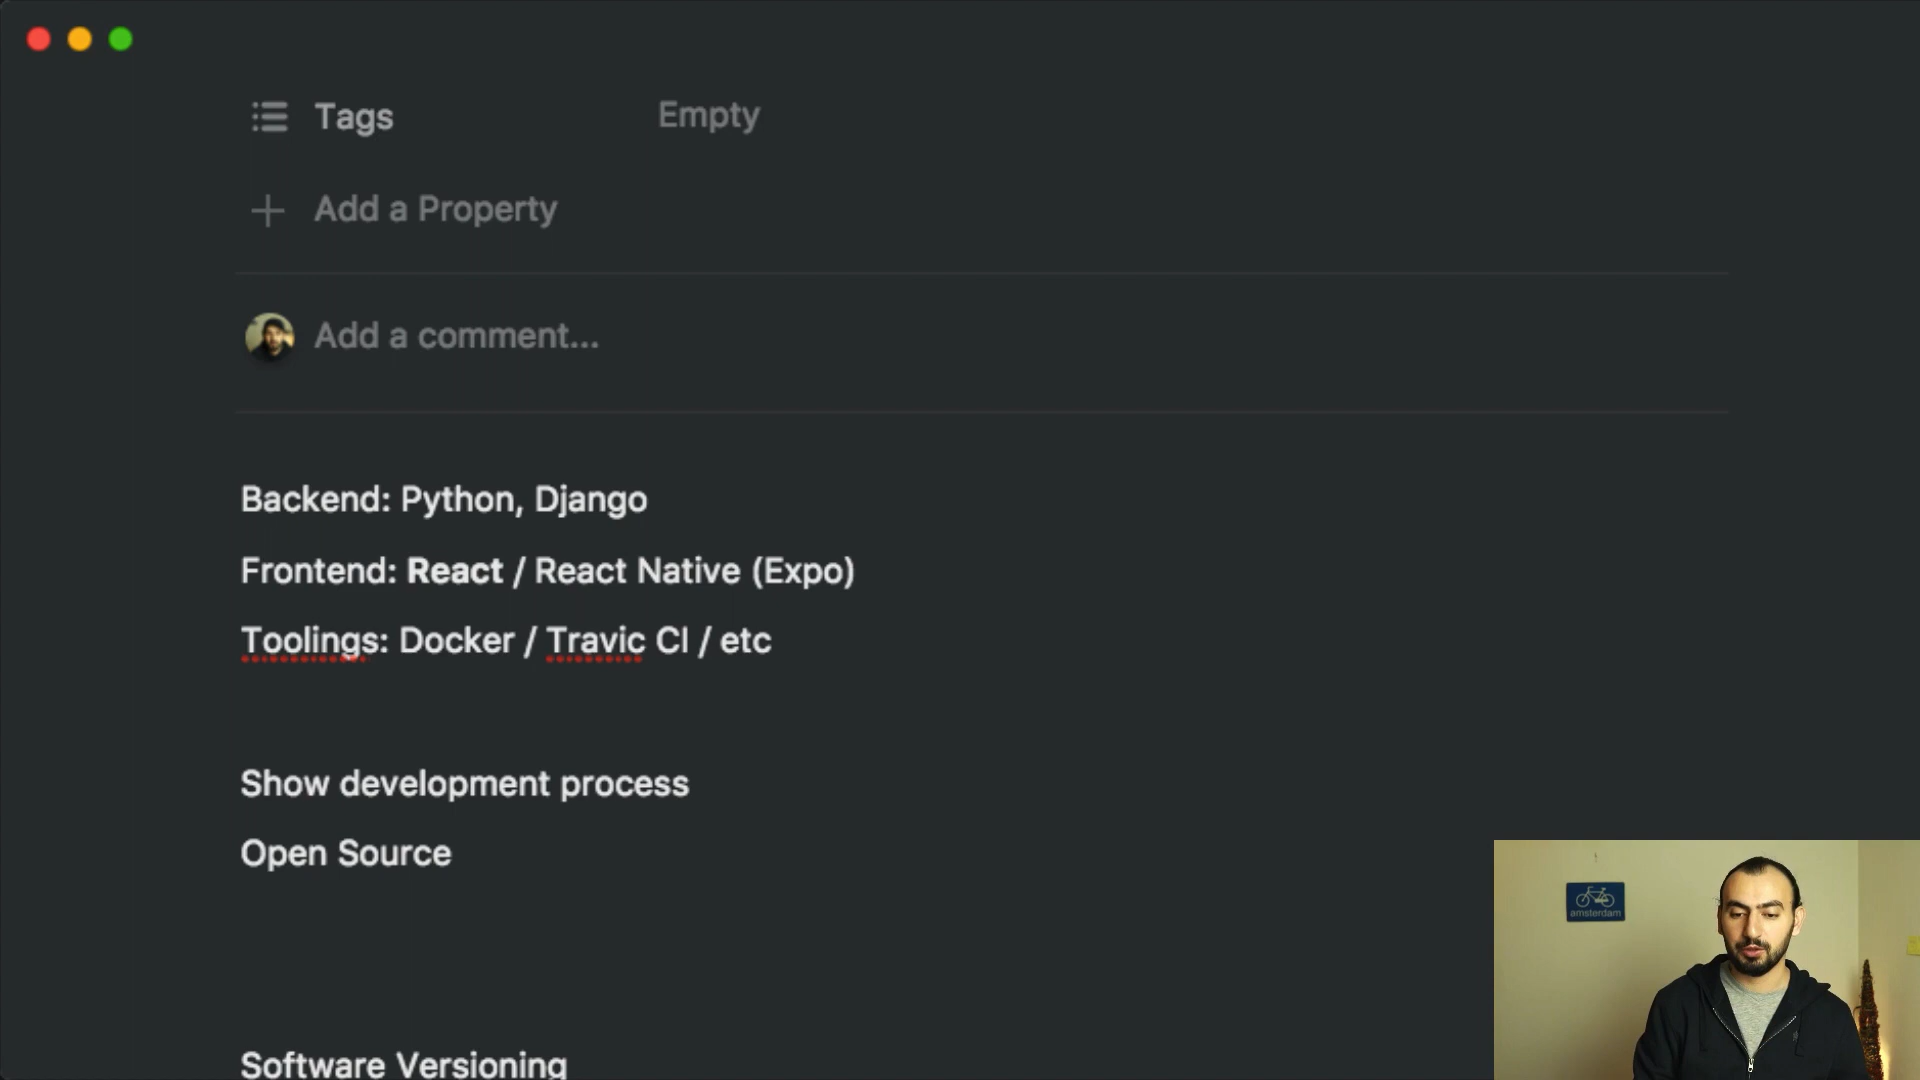 Tags Empty
Add a Property
Add a comment...
Backend: Python, Django
Frontend: React / React Native (Expo)
Toolings: Docker / Travic CI / etc
Show development process
Open Source
amsterdam
Software Versioning